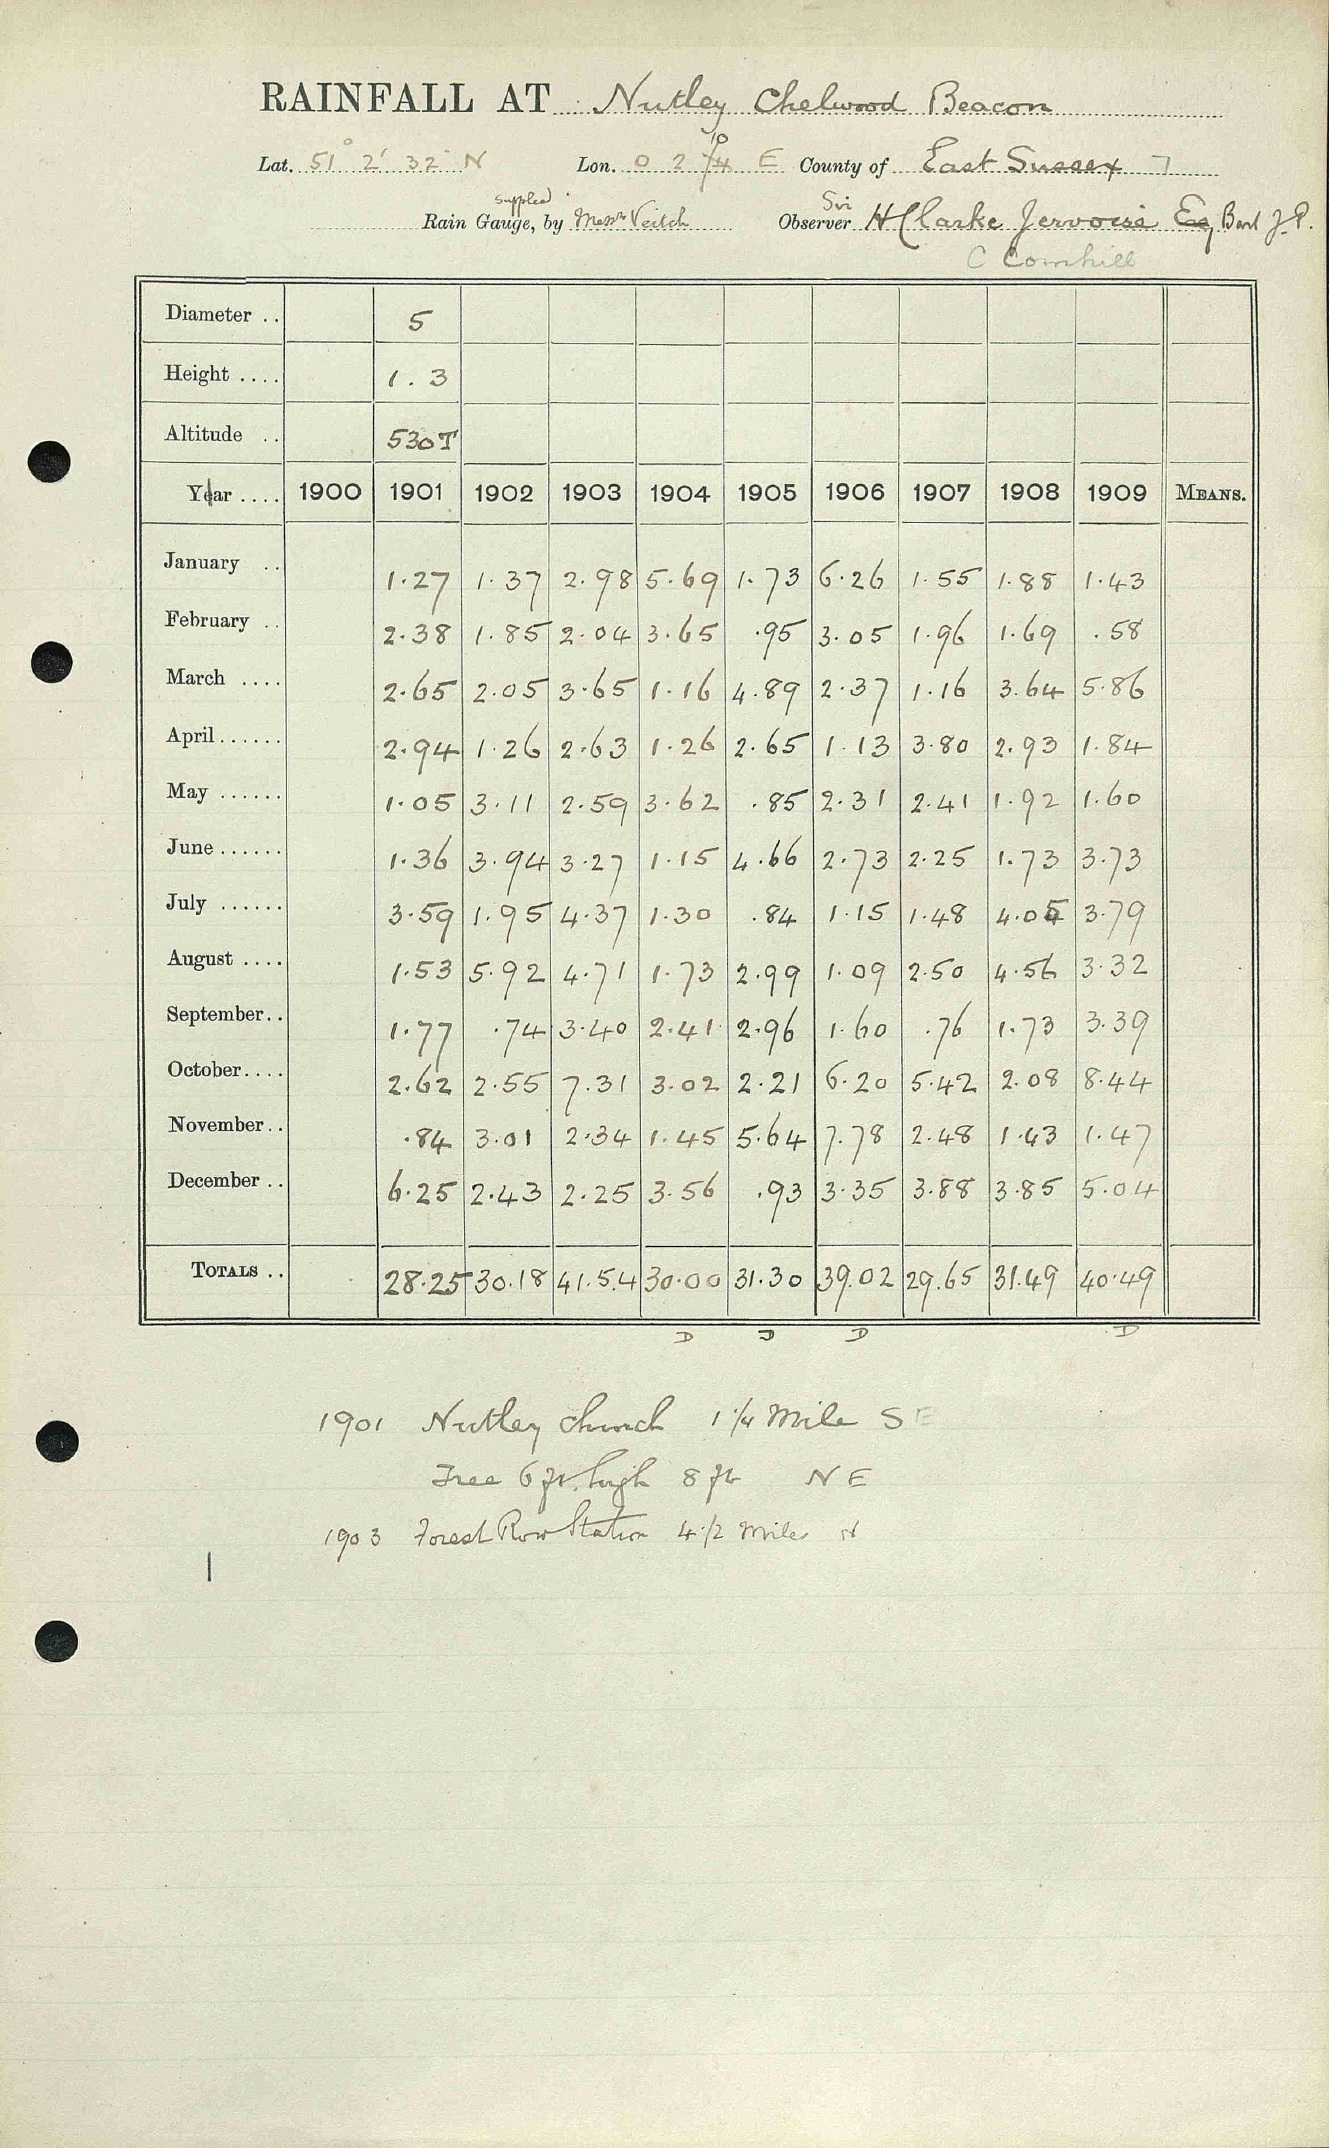 RAINFALL AT Nutley Chelwood Beacon
10
Lat. 51° 2' 32" N Lon. 0 2 74 E County of East Sussex 7
supplied Sir
Rain Gauge, by Messrs Veitch Observer H Clarke Jervoise Esq Bart J.P.
C Cornhill
Diameter .. 5
Height .... 1.3
Altitude .. 530T
Year .... 1900 1901 1902 1903 1904 1905 1906 1907 1908 1909 MEANS.
January .. 1.27 1.37 2.98 5.69 1.73 6.26 1.55 1.88 1.43
February .. 2.38 1.85 2.04 3.65 .95 3.05 1.96 1.69 .58
March .... 2.65 2.05 3.65 1.16 4.89 2.37 1.16 3.64 5.86
April ...... 2.94 1.26 2.63 1.26 2.65 1.13 3.80 2.93 1.84
May ...... 1.05 3.11 2.59 3.62 .85 2.31 2.41 1.92 1.60
June ...... 1.36 3.94 3.27 1.15 4.66 2.73 2.25 1.73 3.73
July ...... 3.59 1.95 4.37 1.30 .84 1.15 1.48 4.05 3.79
August .... 1.53 5.92 4.71 1.73 2.99 1.09 2.50 4.56 3.32
September.. 1.77 .74 3.40 2.41 2.96 1.60 .76 1.73 3.39
October.... 2.62 2.55 7.31 3.02 2.21 6.20 5.42 2.08 8.44
November.. .84 3.01 2.34 1.45 5.64 7.78 2.48 1.43 1.47
December .. 6.25 2.43 2.25 3.56 .93 3.35 3.88 3.85 5.04
TOTALS .. 28.25 30.18 41.54 30.00 31.30 39.02 29.65 31.49 40.49
D D D D
1901 Nutley church 1 1/4 Mile SE
Tree 6 ft. high 8 ft NE
1903 Forest Row Station 4 1/2 Miles N